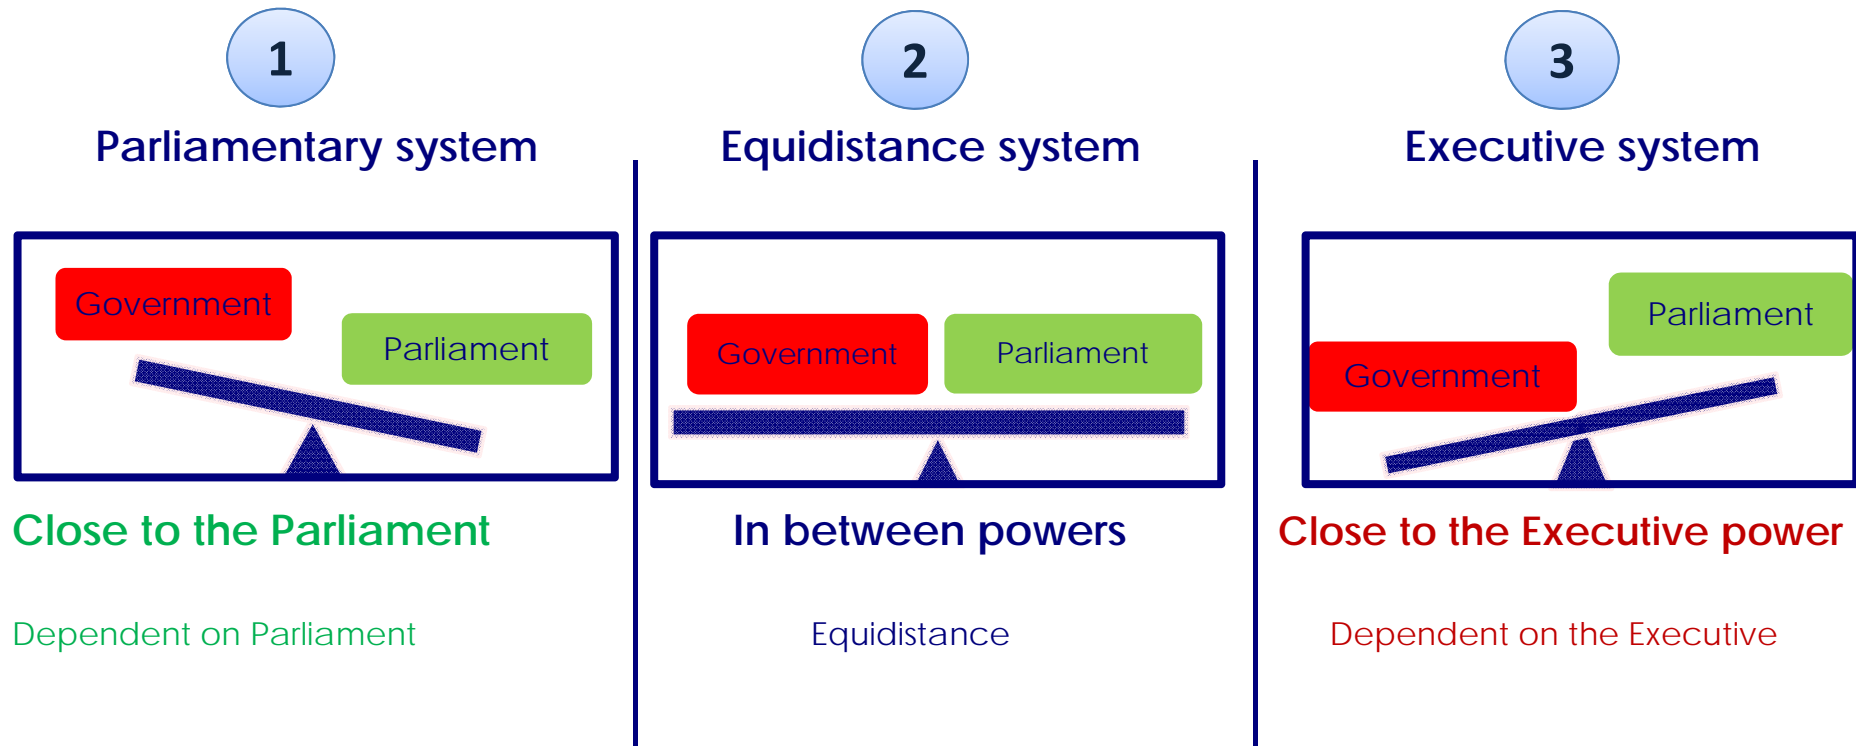 1
Parliamentary system
Government
Parliament
Close to the Parliament
Dependent on Parliament
2
Equidistance system
Government
Parliament
In between powers
Equidistance
3
Executive system
Parliament
Government
Close to the Executive power
Dependent on the Executive